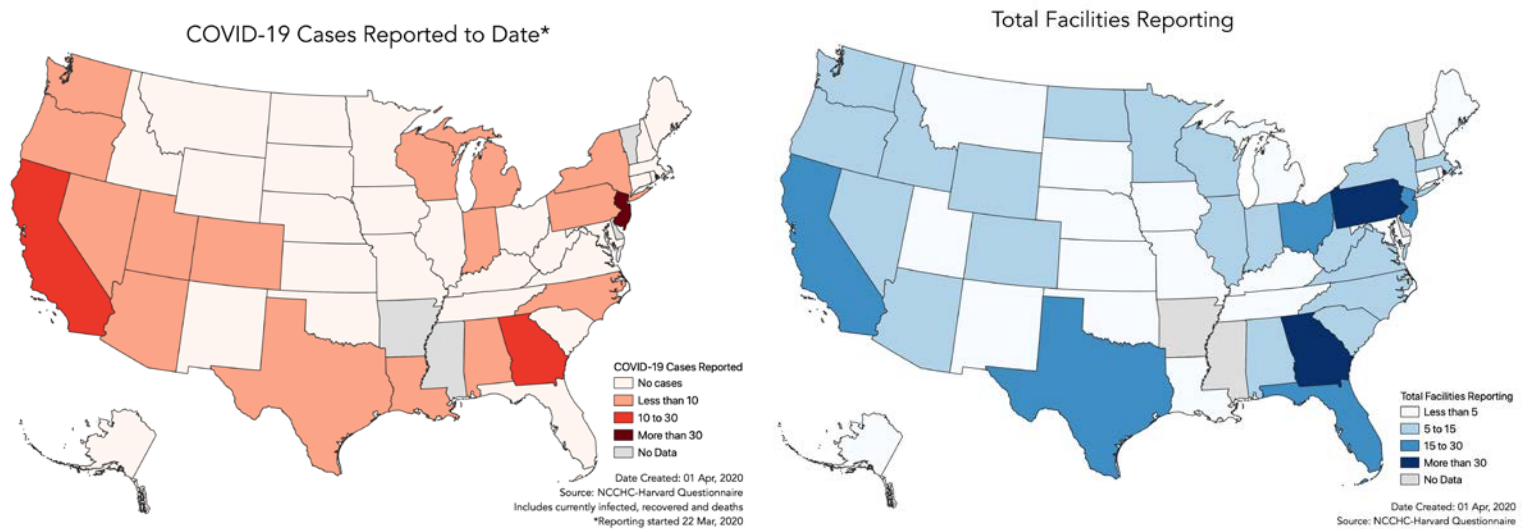 COVID-19 Cases Reported to Date*
COVID-19 Cases Reported
No cases
Less than 10
10 to 30
More than 30
No Data
Date Created: 01 Apr, 2020
Source: NCCHC-Harvard Questionnaire
Includes currently infected, recovered and deaths
*Reporting started 22 Mar, 2020
Total Facilities Reporting
Total Facilities Reporting
Less than 5
5 to 15
15 to 30
More than 30
No Data
Date Created: 01 Apr, 2020
Source: NCCHC-Harvard Questionnaire